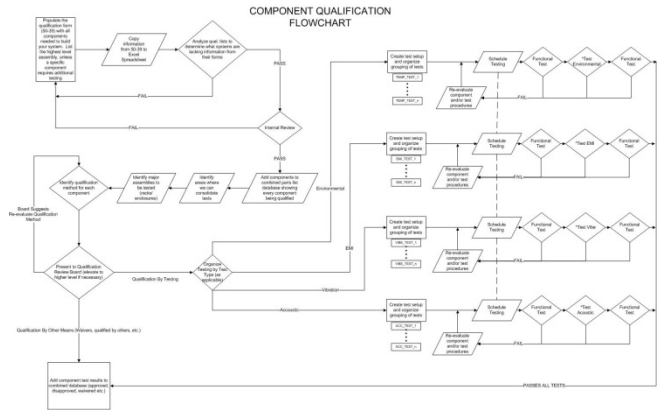 COMPONENT QUALIFICATION
FLOWCHART
Populate the
qualification form
(50-39) with all
components
needed to build
your system. List
the highest level
assembly, unless
a specific
component
requires additional
testing
Copy
information
from 50-39 to
Excel
Spreadsheet
Analyze qual files to
determine what systems are
lacking information from
their forms
PASS
FAIL
FAIL
Internal Review
PASS
Add components to
combined parts list
database showing
every component
being qualified
Identify
areas where we
can
consolidate
tests
Identify major
assemblies to
be tested
(racks/
enclosures)
Identify qualification
method for each
component
Board Suggests
Re-evaluate Qualification
Method
Present to Qualification
Review Board (elevate to
higher level if necessary)
Qualification By Testing
Organize
Testing by Test
Type (as
applicable)
Qualification By Other Means (Waivers, qualified by others, etc.)
Add component test results to
combined database (approved,
disapproved, waivered etc.)
Environmental
EMI
Vibration
Acoustic
Create test setup
and organize
grouping of tests
TEMP_TEST_1
TEMP_TEST_n
Schedule
Testing
Re-evaluate
component
and/or test
procedures
Functional
Test
*Test
Environmental
Functional
Test
FAIL
Create test setup
and organize
grouping of tests
EMI_TEST_1
EMI_TEST_n
Schedule
Testing
Re-evaluate
component
and/or test
procedures
Functional
Test
*Test EMI
Functional
Test
FAIL
Create test setup
and organize
grouping of tests
VIBE_TEST_1
VIBE_TEST_n
Schedule
Testing
Re-evaluate
component
and/or test
procedures
Functional
Test
*Test Vibe
Functional
Test
FAIL
Create test setup
and organize
grouping of tests
ACC_TEST_1
ACC_TEST_n
Schedule
Testing
Re-evaluate
component
and/or test
procedures
Functional
Test
*Test
Acoustic
Functional
Test
FAIL
PASSES ALL TESTS